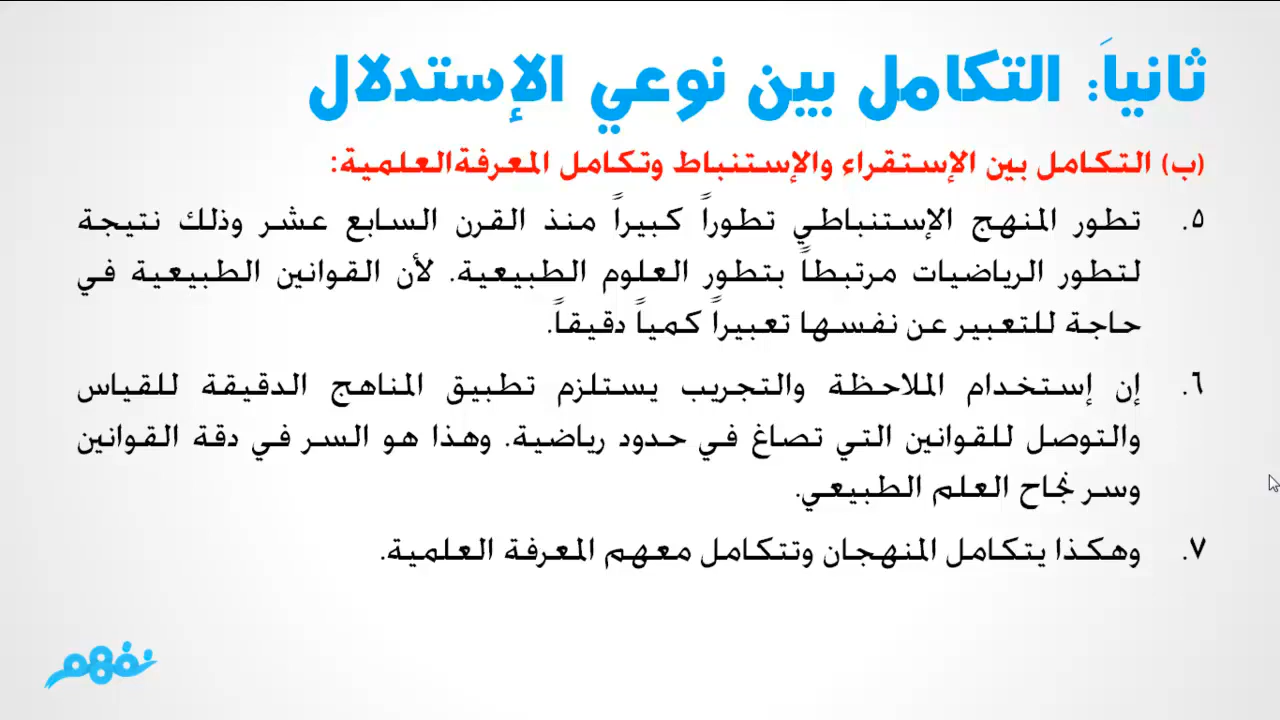 ثانياً: التكامل بين نوعي الإستدلال
(ب) التكامل بين الإستقراء والإستنباط وتكامل المعرفةالعلمية:
٥. تطور المنهج الإستنباطي تطوراً كبيراً منذ القرن السابع عشر وذلك نتيجة
لتطور الرياضيات مرتبطاً بتطور العلوم الطبيعية. لأن القوانين الطبيعية في
حاجة للتعبير عن نفسها تعبيراً كمياً دقيقاً.
٦. إن إستخدام الملاحظة والتجريب يستلزم تطبيق المناهج الدقيقة للقياس
والتوصل للقوانين التي تصاغ في حدود رياضية. وهذا هو السر في دقة القوانين
وسر نجاح العلم الطبيعي.
٧. وهكذا يتكامل المنهجان وتتكامل معهم المعرفة العلمية.
نفهم